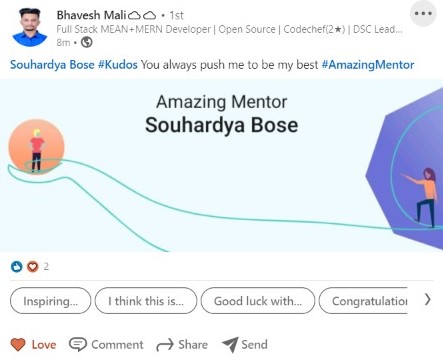 Bhavesh Mali • 1st
Full Stack MEAN+MERN Developer | Open Source | Codechef(2★) | DSC Lead...
8m •
Souhardya Bose #Kudos You always push me to be my best #AmazingMentor
Amazing Mentor
Souhardya Bose
2
Inspiring... I think this is... Good luck with... Congratulation
Love Comment Share Send